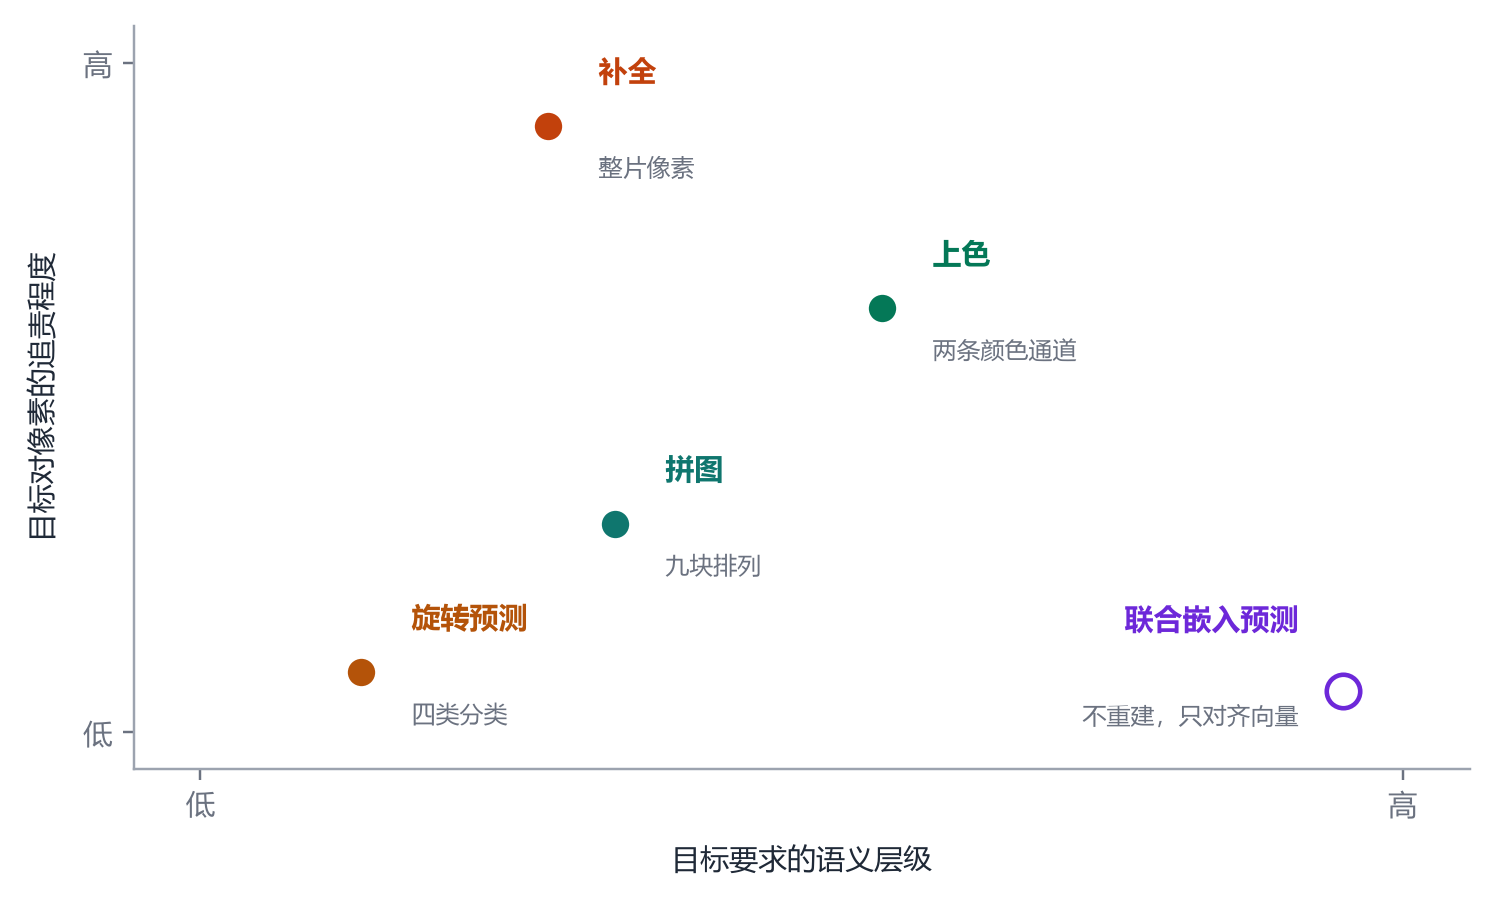 高
补全
整片像素
上色
两条颜色通道
目标对像素的追责程度
拼图
九块排列
旋转预测
四类分类
联合嵌入预测
不重建，只对齐向量
低
低
高
目标要求的语义层级